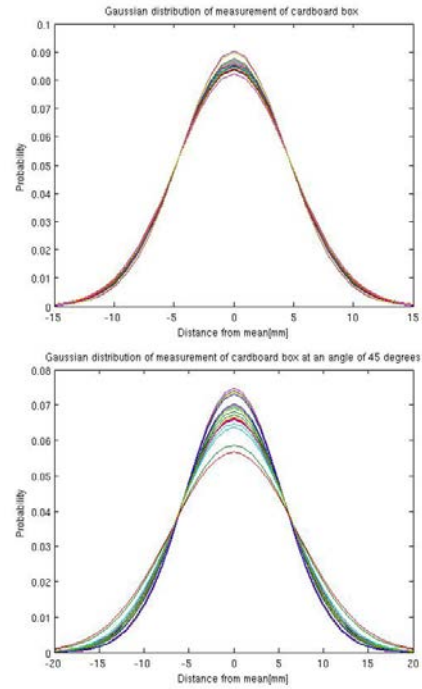 Gaussian distribution of measurement of cardboard box
0.1
0.09
0.08
0.07
0.06
0.05
0.04
0.03
0.02
0.01
0
Probability
-15 -10 -5 0 5 10 15
Distance from mean[mm]
Gaussian distribution of measurement of cardboard box at an angle of 45 degrees
0.08
0.07
0.06
0.05
0.04
0.03
0.02
0.01
0
Probability
-20 -15 -10 -5 0 5 10 15 20
Distance from mean[mm]